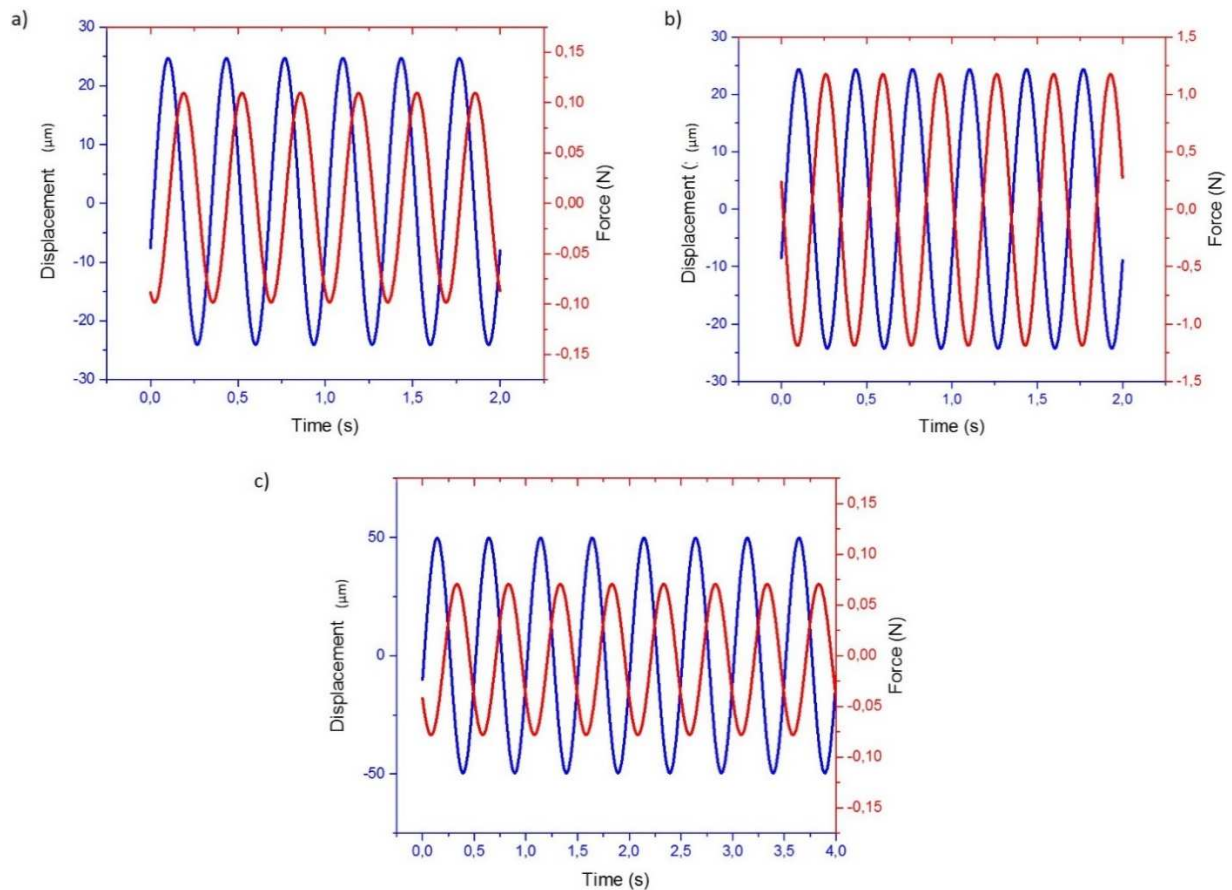 a)
30
20
10
0
-10
-20
-30
Displacement (μm)
0,15
0,10
0,05
0,00
-0,05
-0,10
-0,15
Force (N)
0,0 0,5 1,0 1,5 2,0
Time (s)
b)
30
20
10
0
-10
-20
-30
Displacement (: (μm)
1,5
1,0
0,5
0,0
-0,5
-1,0
-1,5
Force (N)
0,0 0,5 1,0 1,5 2,0
Time (s)
c)
50
0
-50
Displacement (μm)
0,15
0,10
0,05
0,00
-0,05
-0,10
-0,15
Force (N)
0,0 0,5 1,0 1,5 2,0 2,5 3,0 3,5 4,0
Time (s)